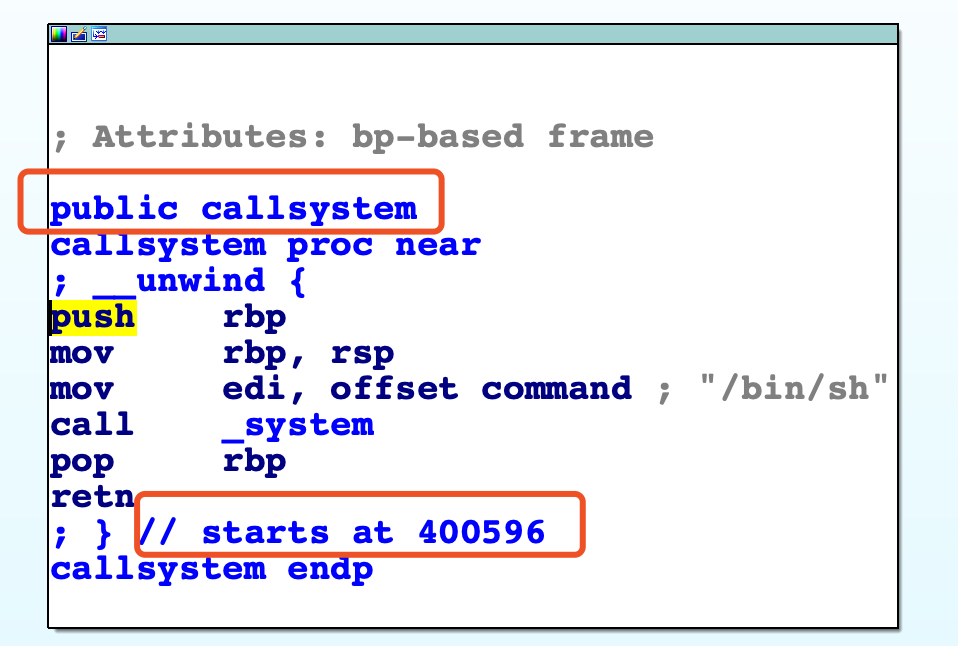 ; Attributes: bp-based frame
public callsystem
callsystem proc near
; __unwind {
push rbp
mov rbp, rsp
mov edi, offset command ; "/bin/sh"
call _system
pop rbp
retn
; } // starts at 400596
callsystem endp